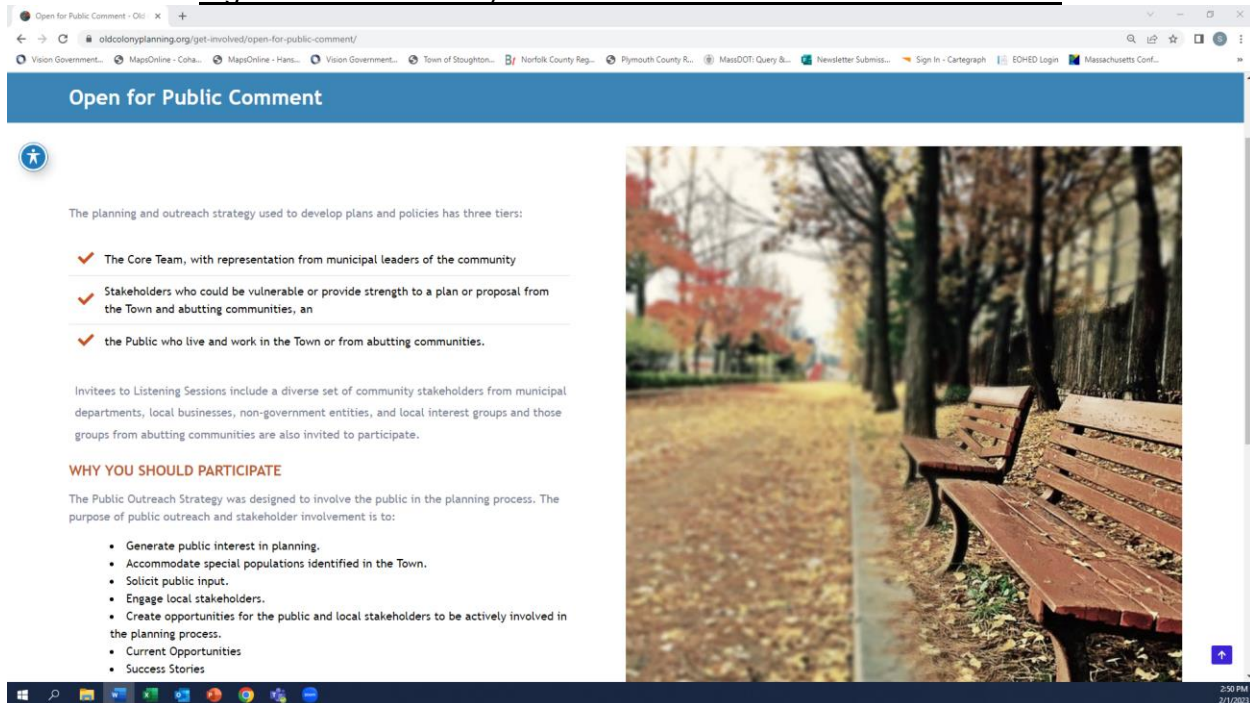 Open for Public Comment - Old
oldcolonyplanning.org/get-involved/open-for-public-comment/
Vision Government...
MapsOnline - Coha...
MapsOnline - Hans...
Vision Government...
Town of Stoughton...
Norfolk County Reg...
Plymouth County R...
MassDOT: Query &...
Newsletter Submiss...
Sign In - Cartegraph
EOHED Login
Massachusetts Conf...
Open for Public Comment
The planning and outreach strategy used to develop plans and policies has three tiers:
The Core Team, with representation from municipal leaders of the community
Stakeholders who could be vulnerable or provide strength to a plan or proposal from
the Town and abutting communities, an
the Public who live and work in the Town or from abutting communities.
Invitees to Listening Sessions include a diverse set of community stakeholders from municipal
departments, local businesses, non-government entities, and local interest groups and those
groups from abutting communities are also invited to participate.
WHY YOU SHOULD PARTICIPATE
The Public Outreach Strategy was designed to involve the public in the planning process. The
purpose of public outreach and stakeholder involvement is to:
• Generate public interest in planning.
• Accommodate special populations identified in the Town.
• Solicit public input.
• Engage local stakeholders.
• Create opportunities for the public and local stakeholders to be actively involved in
the planning process.
• Current Opportunities
• Success Stories
2:50 PM
2/1/2023